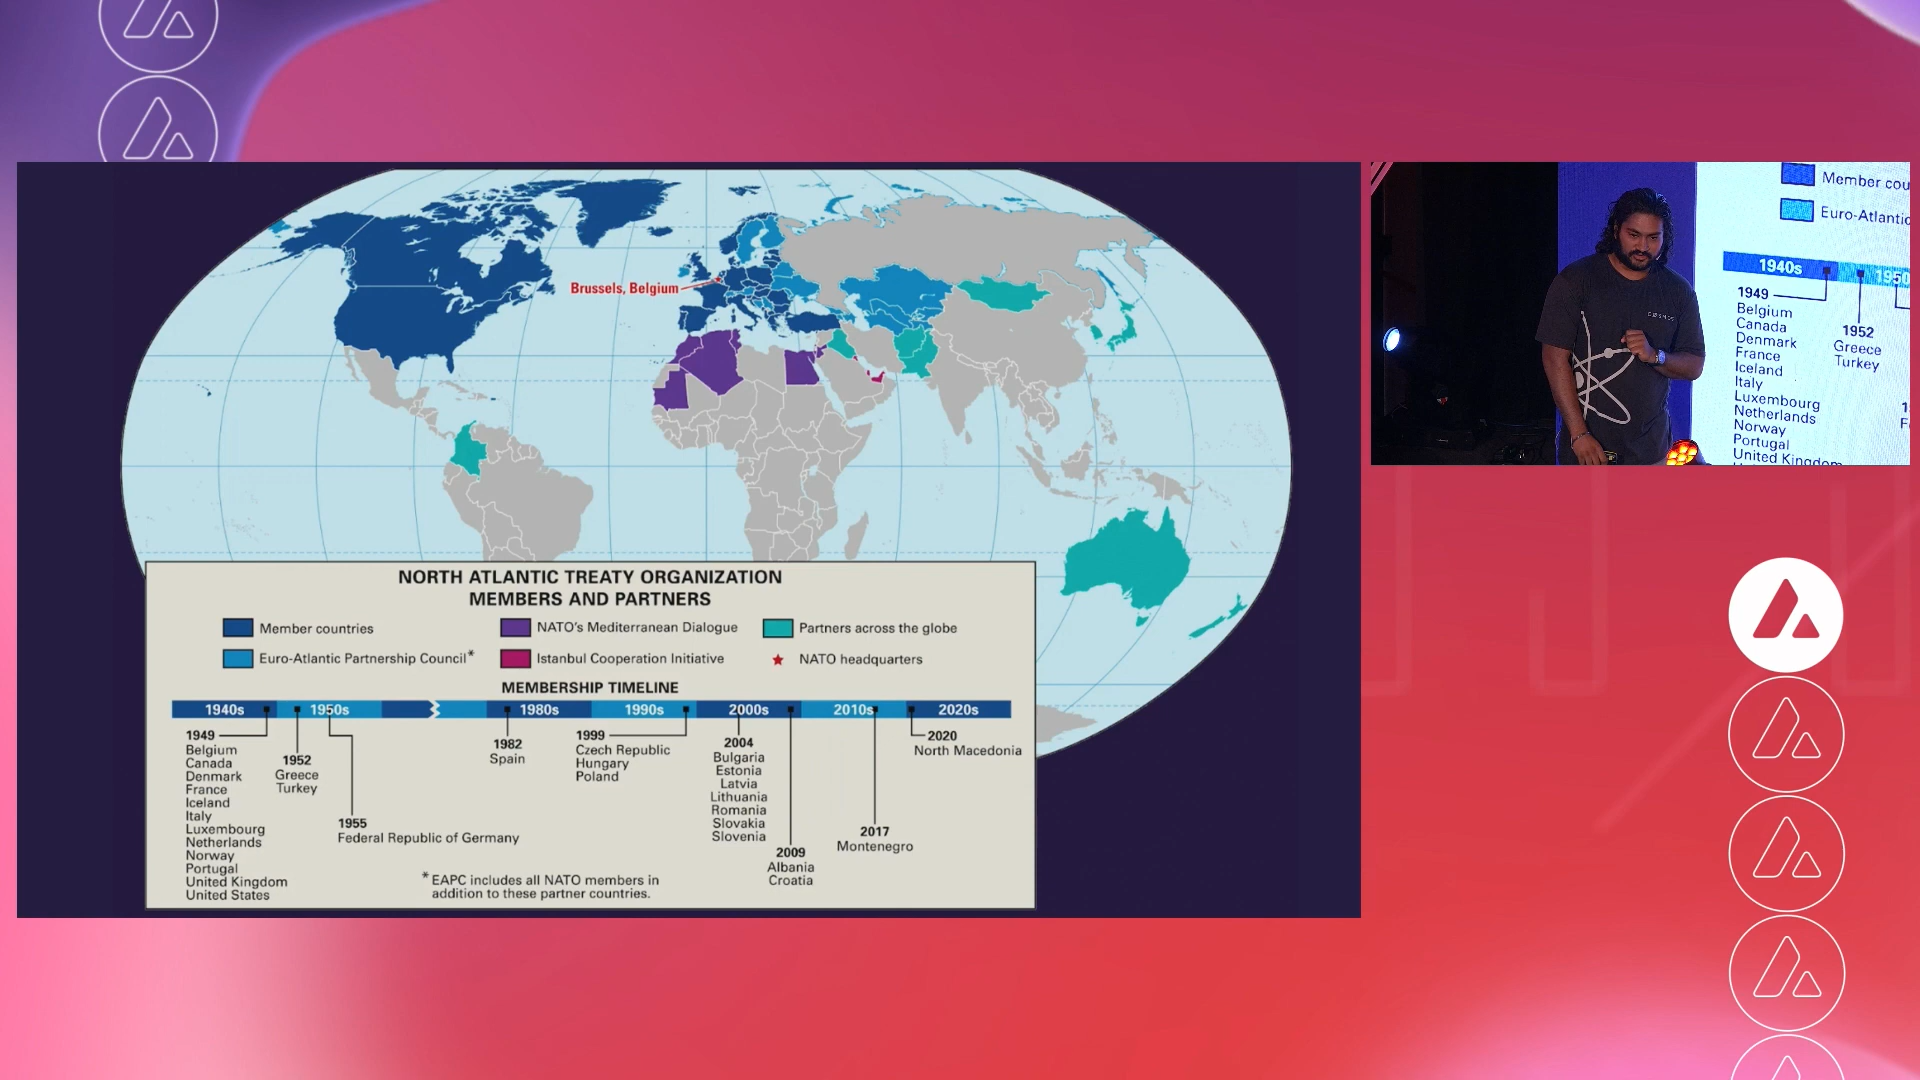 Brussels, Belgium
NORTH ATLANTIC TREATY ORGANIZATION
MEMBERS AND PARTNERS
Member countries
NATO's Mediterranean Dialogue
Partners across the globe
Euro-Atlantic Partnership Council*
Istanbul Cooperation Initiative
NATO headquarters
MEMBERSHIP TIMELINE
1940s
1950s
1980s
1990s
2000s
2010s
2020s
1949
Belgium
Canada
Denmark
France
Iceland
Italy
Luxembourg
Netherlands
Norway
Portugal
United Kingdom
United States
1952
Greece
Turkey
1955
Federal Republic of Germany
1982
Spain
1999
Czech Republic
Hungary
Poland
2004
Bulgaria
Estonia
Latvia
Lithuania
Romania
Slovakia
Slovenia
2009
Albania
Croatia
2017
Montenegro
2020
North Macedonia
* EAPC includes all NATO members in
addition to these partner countries.
Member cou
Euro-Atlantic
1940s
1950
1949
Belgium
Canada
Denmark
France
Iceland
Italy
Luxembourg
Netherlands
Norway
Portugal
United Kingdom
1952
Greece
Turkey
COSMOS